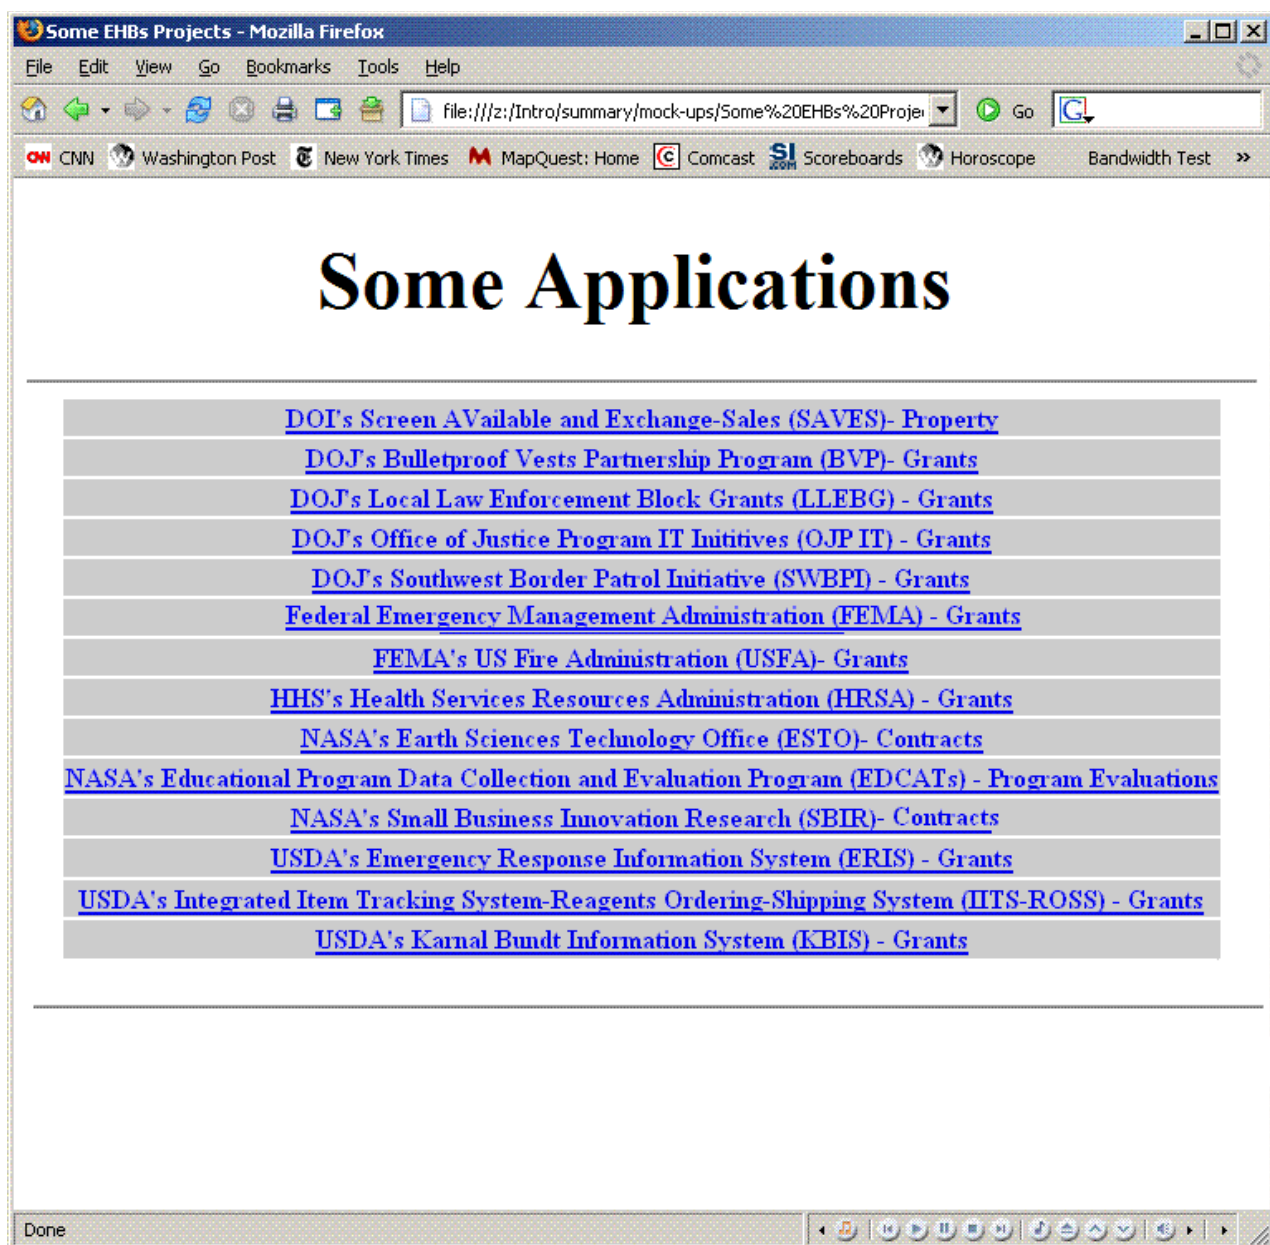 Some EHBs Projects - Mozilla Firefox
File Edit View Go Bookmarks Tools Help
file:///z:/Intro/summary/mock-ups/Some%20EHBs%20Projec Go G
CNN CNN Washington Post New York Times MapQuest: Home C Comcast SI.COM Scoreboards Horoscope Bandwidth Test »
Some Applications
DOI's Screen AVailable and Exchange-Sales (SAVES)- Property
DOJ's Bulletproof Vests Partnership Program (BVP)- Grants
DOJ's Local Law Enforcement Block Grants (LLEBG) - Grants
DOJ's Office of Justice Program IT Inititives (OJP IT) - Grants
DOJ's Southwest Border Patrol Initiative (SWBPI) - Grants
Federal Emergency Management Administration (FEMA) - Grants
FEMA's US Fire Administration (USFA)- Grants
HHS's Health Services Resources Administration (HRSA) - Grants
NASA's Earth Sciences Technology Office (ESTO)- Contracts
NASA's Educational Program Data Collection and Evaluation Program (EDCATs) - Program Evaluations
NASA's Small Business Innovation Research (SBIR)- Contracts
USDA's Emergency Response Information System (ERIS) - Grants
USDA's Integrated Item Tracking System-Reagents Ordering-Shipping System (IITS-ROSS) - Grants
USDA's Karnal Bundt Information System (KBIS) - Grants
Done